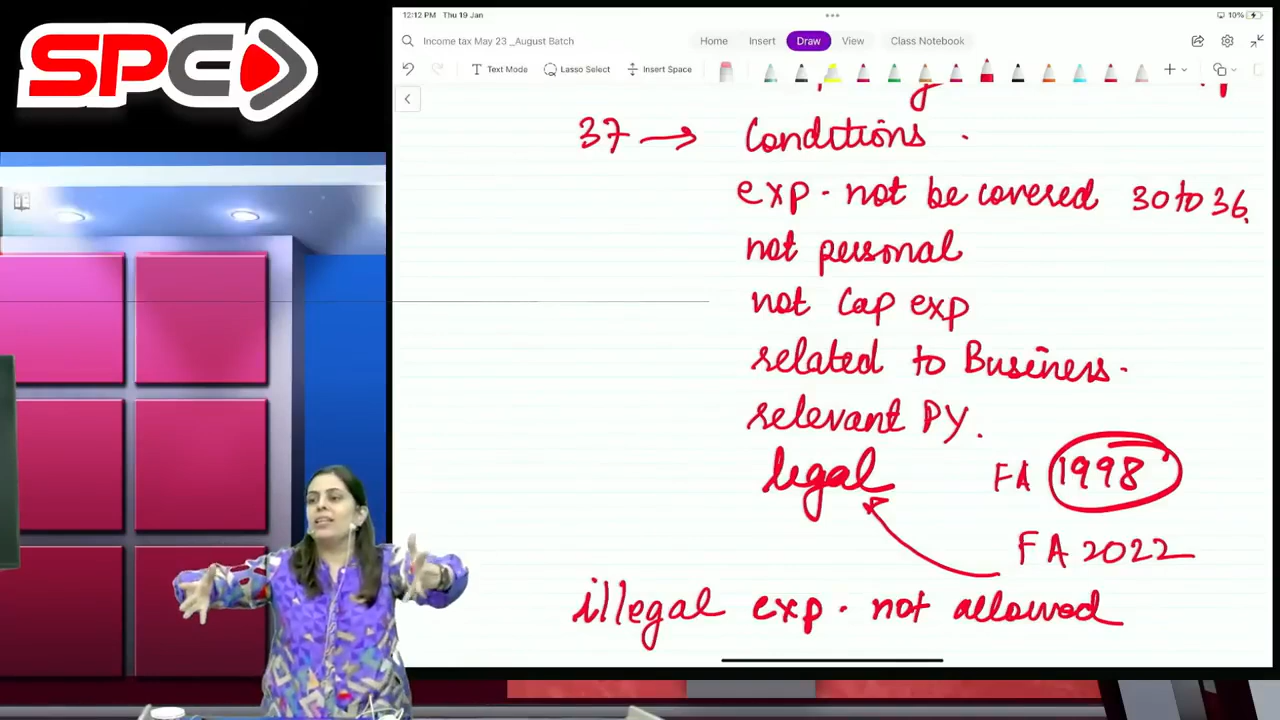 SPC
12:12 PM Thu 19 Jan
10%
Income tax May 23 _August Batch
Home Insert Draw View Class Notebook
Text Mode Lasso Select Insert Space
37 → Conditions .
exp. not be covered 30 to 36.
not personal
not Cap exp
related to Business.
relevant PY.
legal FA 1998
FA 2022
illegal exp. not allowed